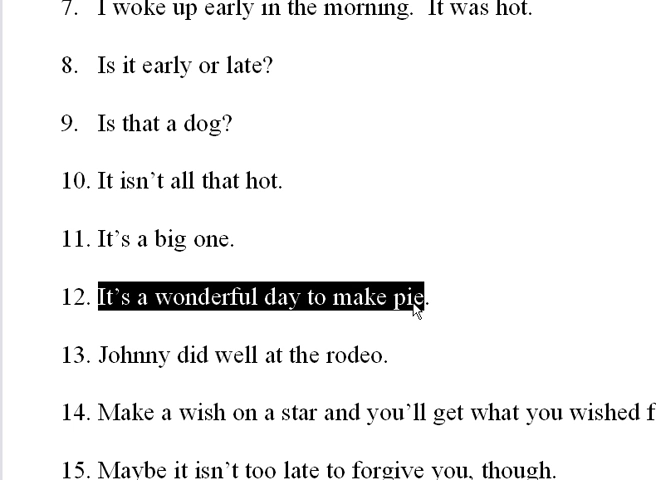 7. I woke up early in the morning. It was hot.
8. Is it early or late?
9. Is that a dog?
10. It isn’t all that hot.
11. It’s a big one.
12. It’s a wonderful day to make pie.
13. Johnny did well at the rodeo.
14. Make a wish on a star and you’ll get what you wished f
15. Maybe it isn’t too late to forgive you, though.